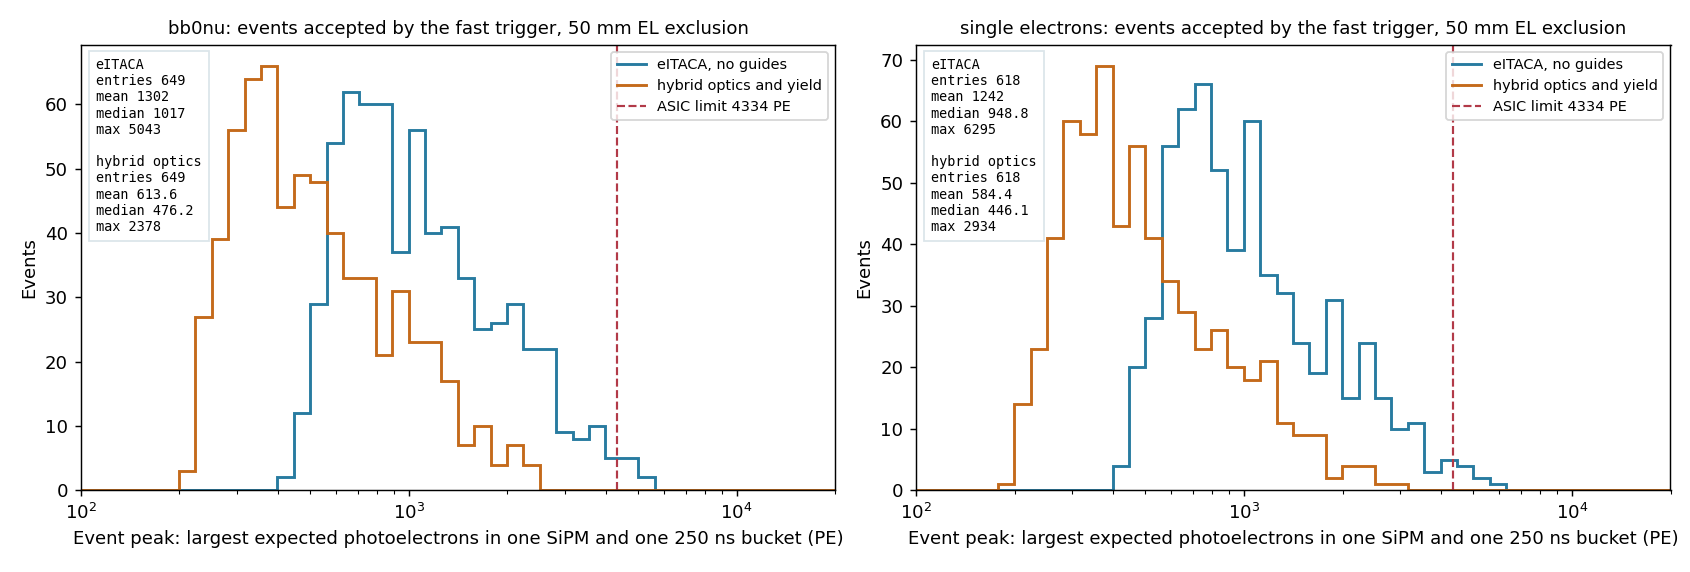 bb0nu: events accepted by the fast trigger, 50 mm EL exclusion
eITACA
entries 649
mean 1302
median 1017
max 5043
hybrid optics
entries 649
mean 613.6
median 476.2
max 2378
eITACA, no guides
hybrid optics and yield
ASIC limit 4334 PE
Events
60
50
40
30
20
10
0
10²
10³
10⁴
Event peak: largest expected photoelectrons in one SiPM and one 250 ns bucket (PE)
single electrons: events accepted by the fast trigger, 50 mm EL exclusion
eITACA
entries 618
mean 1242
median 948.8
max 6295
hybrid optics
entries 618
mean 584.4
median 446.1
max 2934
eITACA, no guides
hybrid optics and yield
ASIC limit 4334 PE
Events
70
60
50
40
30
20
10
0
10²
10³
10⁴
Event peak: largest expected photoelectrons in one SiPM and one 250 ns bucket (PE)